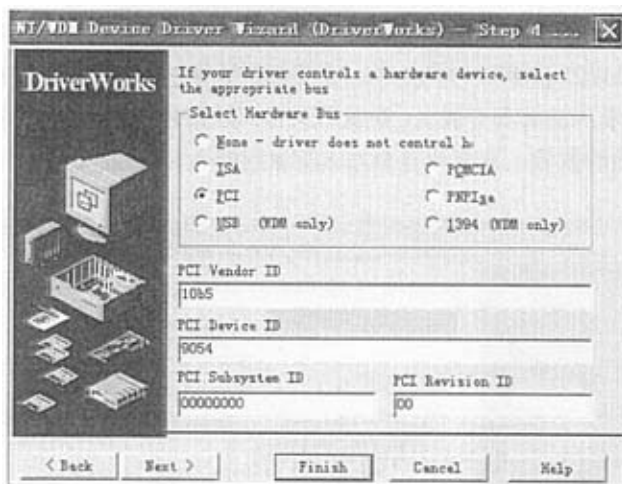 NT/WDM Device Driver Wizard (DriverWorks) - Step 4 ...
DriverWorks
If your driver controls a hardware device, select
the appropriate bus
Select Hardware Bus
None - driver does not control h
ISA
PCMCIA
PCI
PNPISA
USB (WDM only)
1394 (WDM only)
PCI Vendor ID
10b5
PCI Device ID
9054
PCI Subsystem ID
PCI Revision ID
00000000
00
< Back
Next >
Finish
Cancel
Help